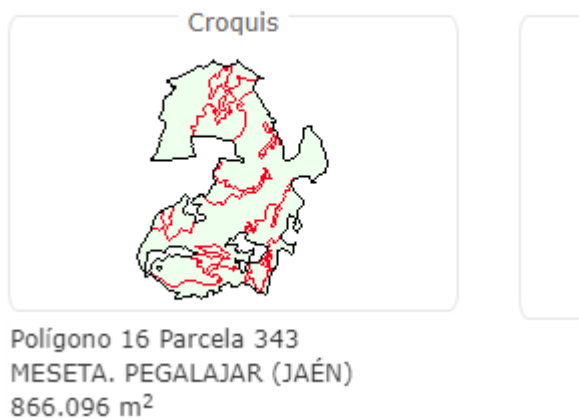 Croquis
Polígono 16 Parcela 343
MESETA. PEGALAJAR (JAÉN)
866.096 m²